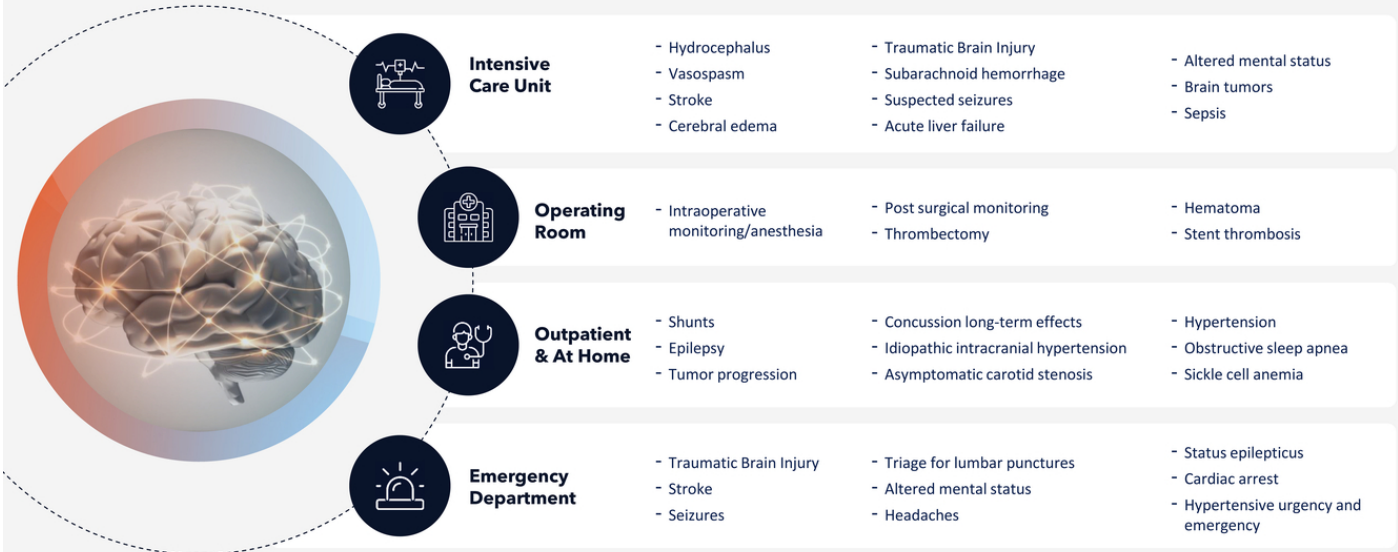 Intensive
Care Unit
- Hydrocephalus
- Vasospasm
- Stroke
- Cerebral edema
- Traumatic Brain Injury
- Subarachnoid hemorrhage
- Suspected seizures
- Acute liver failure
- Altered mental status
- Brain tumors
- Sepsis
Operating
Room
- Intraoperative
monitoring/anesthesia
- Post surgical monitoring
- Thrombectomy
- Hematoma
- Stent thrombosis
Outpatient
& At Home
- Shunts
- Epilepsy
- Tumor progression
- Concussion long-term effects
- Idiopathic intracranial hypertension
- Asymptomatic carotid stenosis
- Hypertension
- Obstructive sleep apnea
- Sickle cell anemia
Emergency
Department
- Traumatic Brain Injury
- Stroke
- Seizures
- Triage for lumbar punctures
- Altered mental status
- Headaches
- Status epilepticus
- Cardiac arrest
- Hypertensive urgency and
emergency